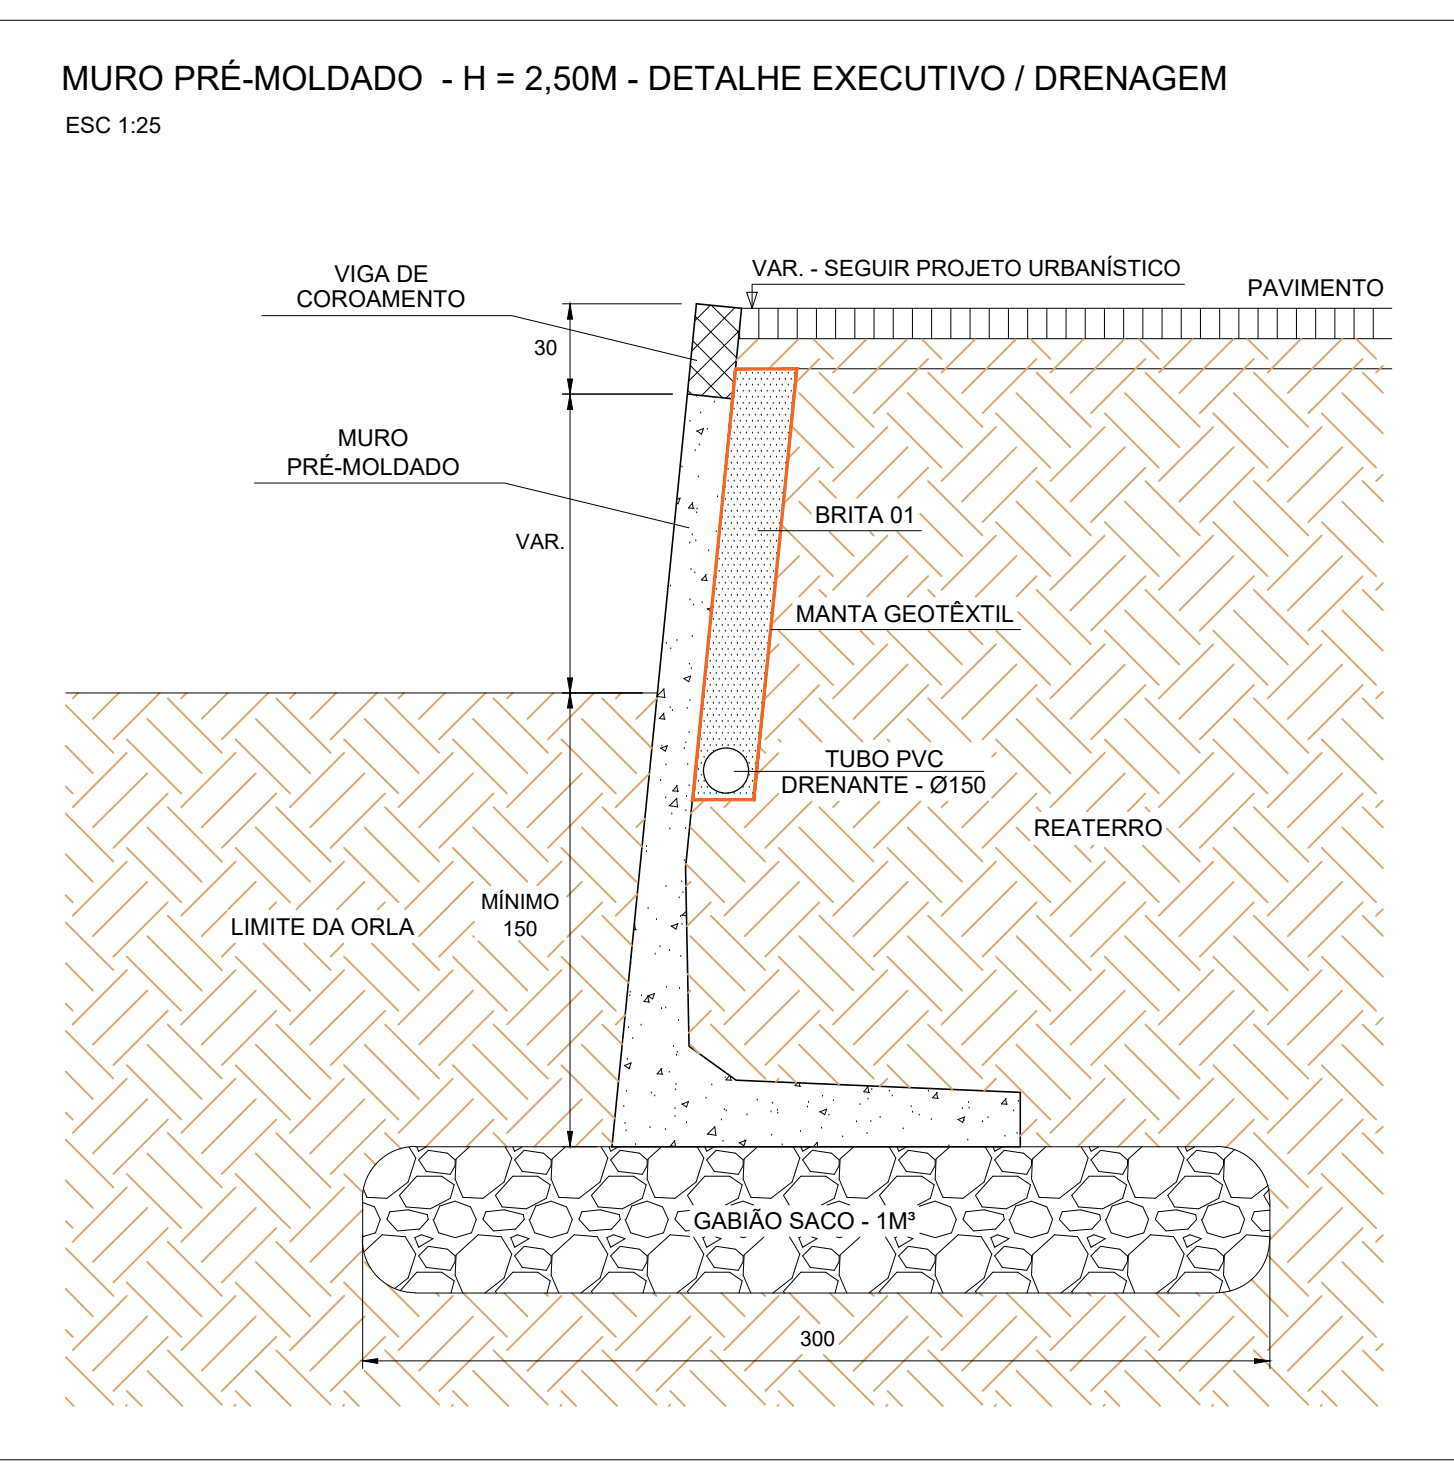 MURO PRÉ-MOLDADO - H = 2,50M - DETALHE EXECUTIVO / DRENAGEM
ESC 1:25
VIGA DE
COROAMENTO
VAR. - SEGUIR PROJETO URBANÍSTICO
PAVIMENTO
30
MURO
PRÉ-MOLDADO
BRITA 01
VAR.
MANTA GEOTÊXTIL
TUBO PVC
DRENANTE - Ø150
REATERRO
MÍNIMO
150
LIMITE DA ORLA
GABIÃO SACO - 1M³
300